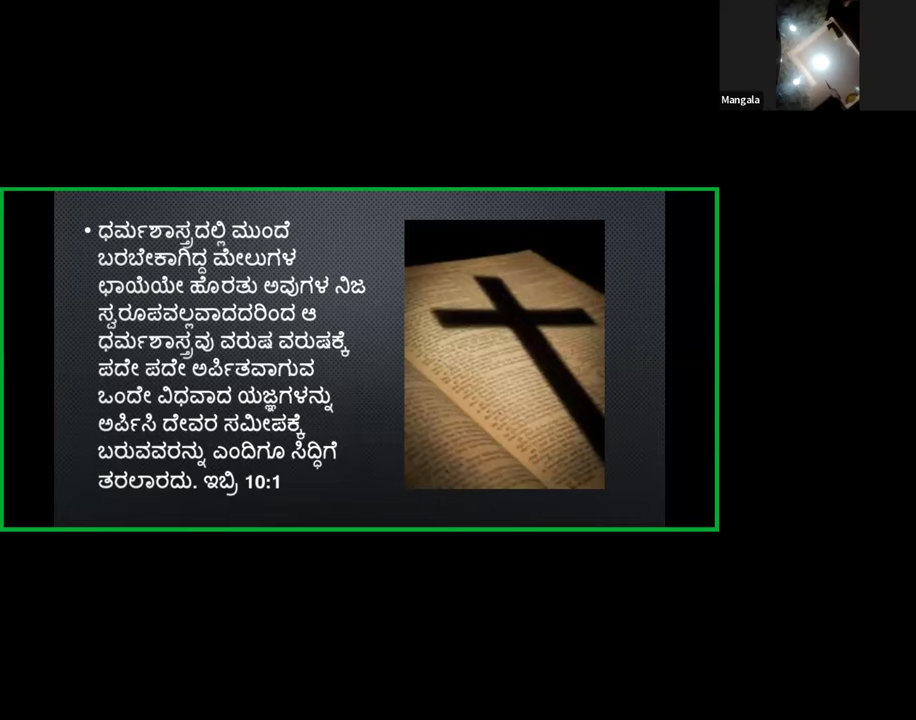 • ಧರ್ಮಶಾಸ್ತ್ರದಲ್ಲಿ ಮುಂದೆ
ಬರಬೇಕಾಗಿದ್ದ ಮೇಲುಗಳ
ಛಾಯೆಯೇ ಹೊರತು ಅವುಗಳ ನಿಜ
ಸ್ವರೂಪವಲ್ಲವಾದದರಿಂದ ಆ
ಧರ್ಮಶಾಸ್ತ್ರವು ವರುಷ ವರುಷಕ್ಕೆ
ಪದೇ ಪದೇ ಅರ್ಪಿತವಾಗುವ
ಒಂದೇ ವಿಧವಾದ ಯಜ್ಞಗಳನ್ನು
ಅರ್ಪಿಸಿ ದೇವರ ಸಮೀಪಕ್ಕೆ
ಬರುವವರನ್ನು ಎಂದಿಗೂ ಸಿದ್ಧಿಗೆ
ತರಲಾರದು. ಇಬ್ರಿ 10:1
Mangala